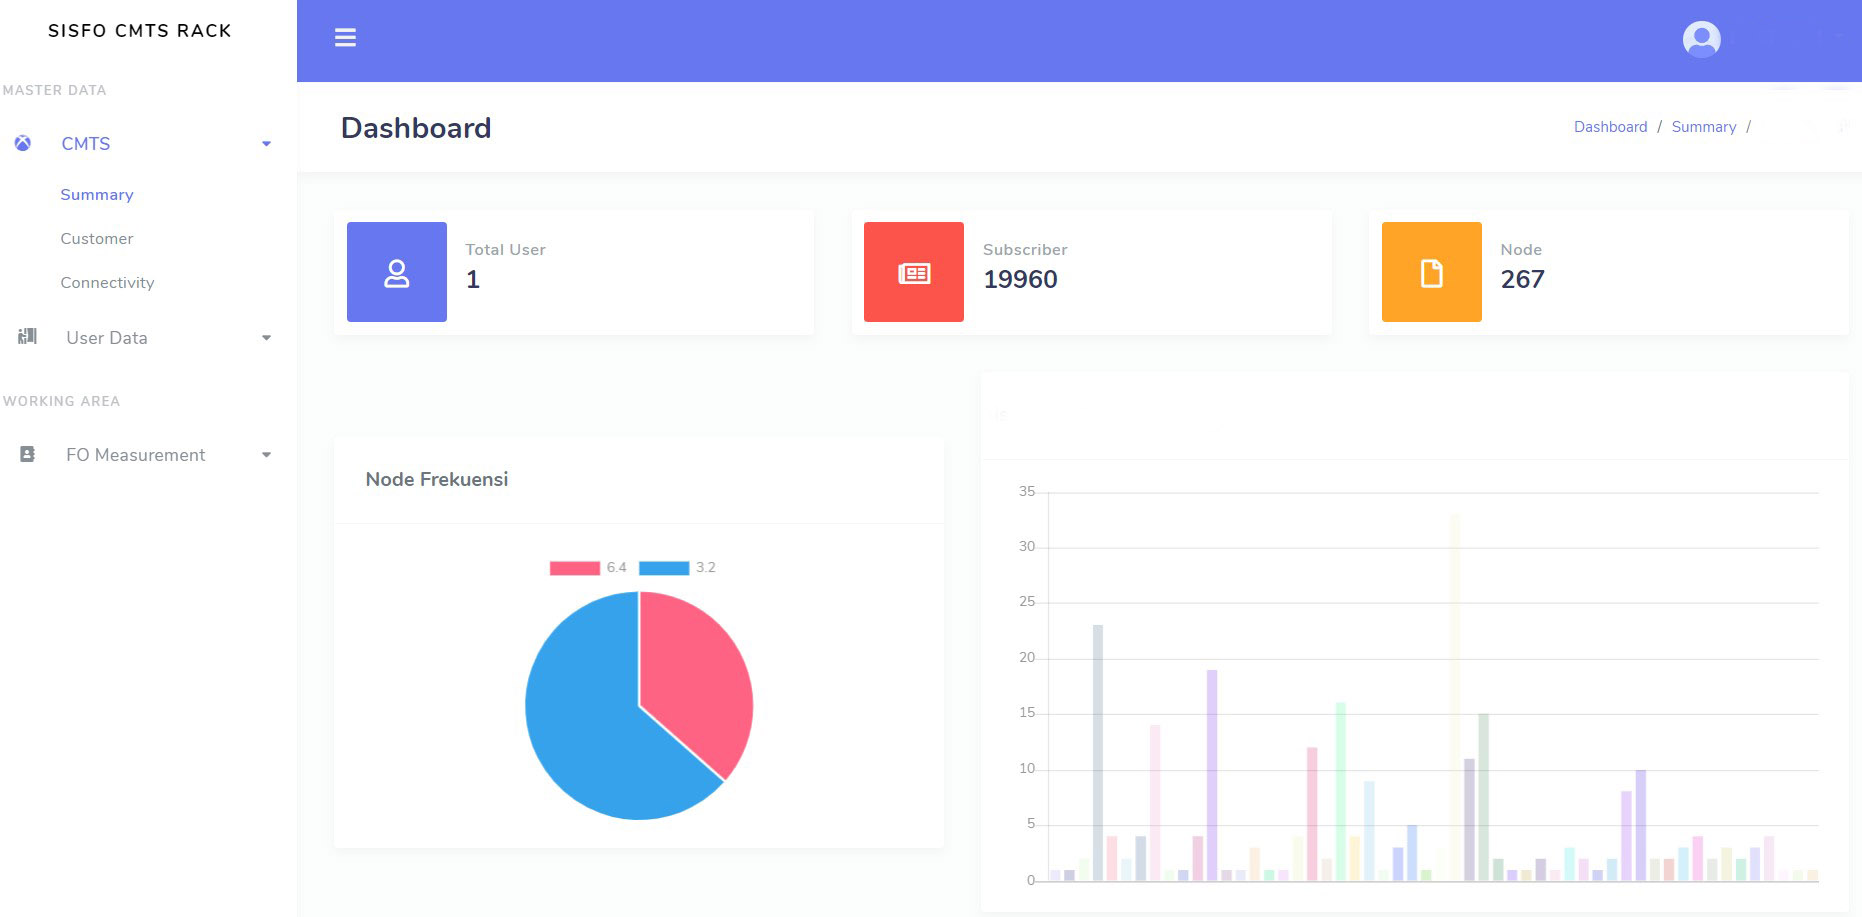 SISFO CMTS RACK
MASTER DATA
CMTS
Summary
Customer
Connectivity
User Data
WORKING AREA
FO Measurement
Dashboard
Dashboard / Summary /
Total User
1
Subscriber
19960
Node
267
Node Frekuensi
6.4 3.2
35
30
25
20
15
10
5
0